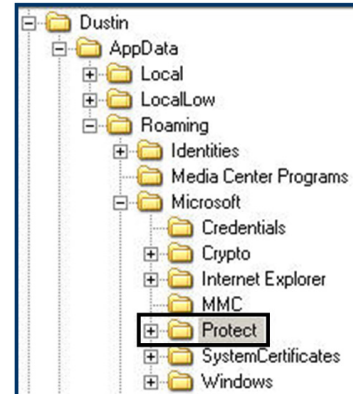 Dustin
AppData
Local
LocalLow
Roaming
Identities
Media Center Programs
Microsoft
Credentials
Crypto
Internet Explorer
MMC
Protect
SystemCertificates
Windows